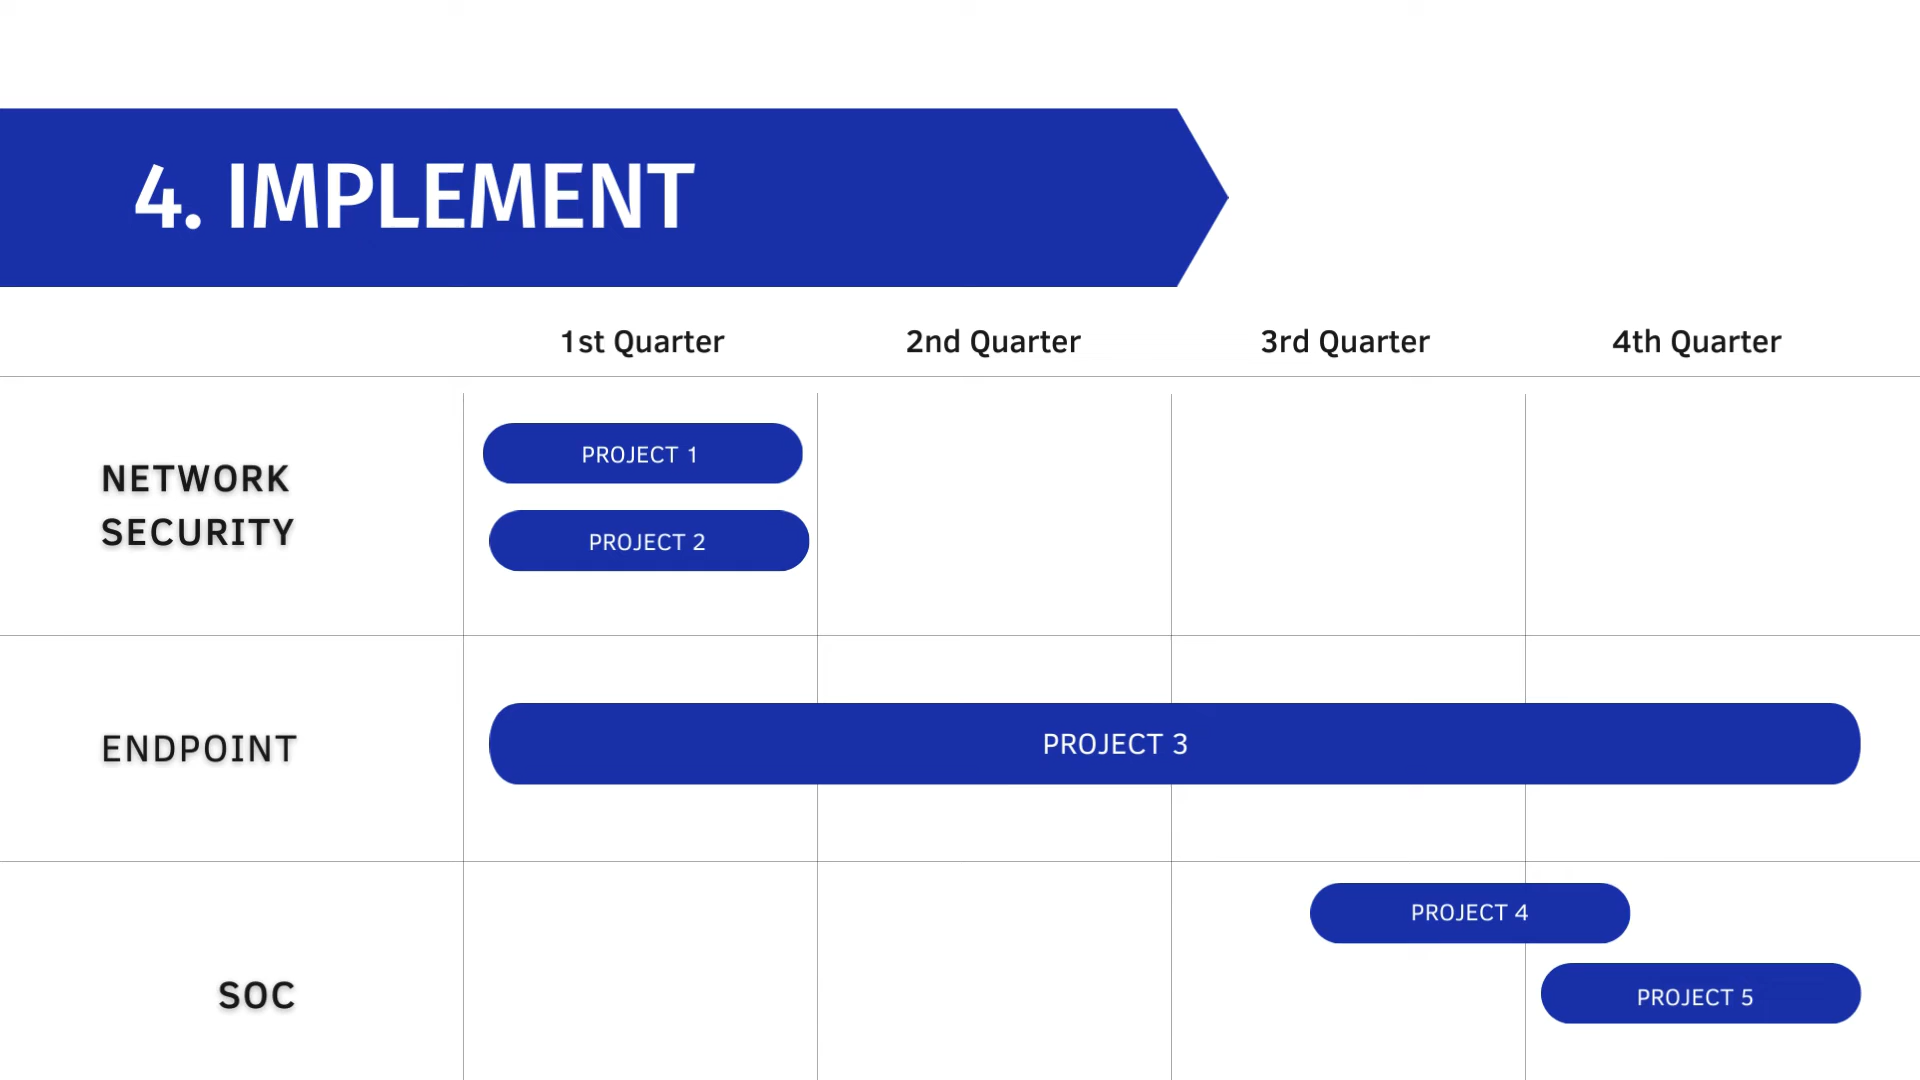 4. IMPLEMENT
1st Quarter 2nd Quarter 3rd Quarter 4th Quarter
NETWORK
SECURITY
PROJECT 1
PROJECT 2
ENDPOINT
PROJECT 3
SOC
PROJECT 4
PROJECT 5